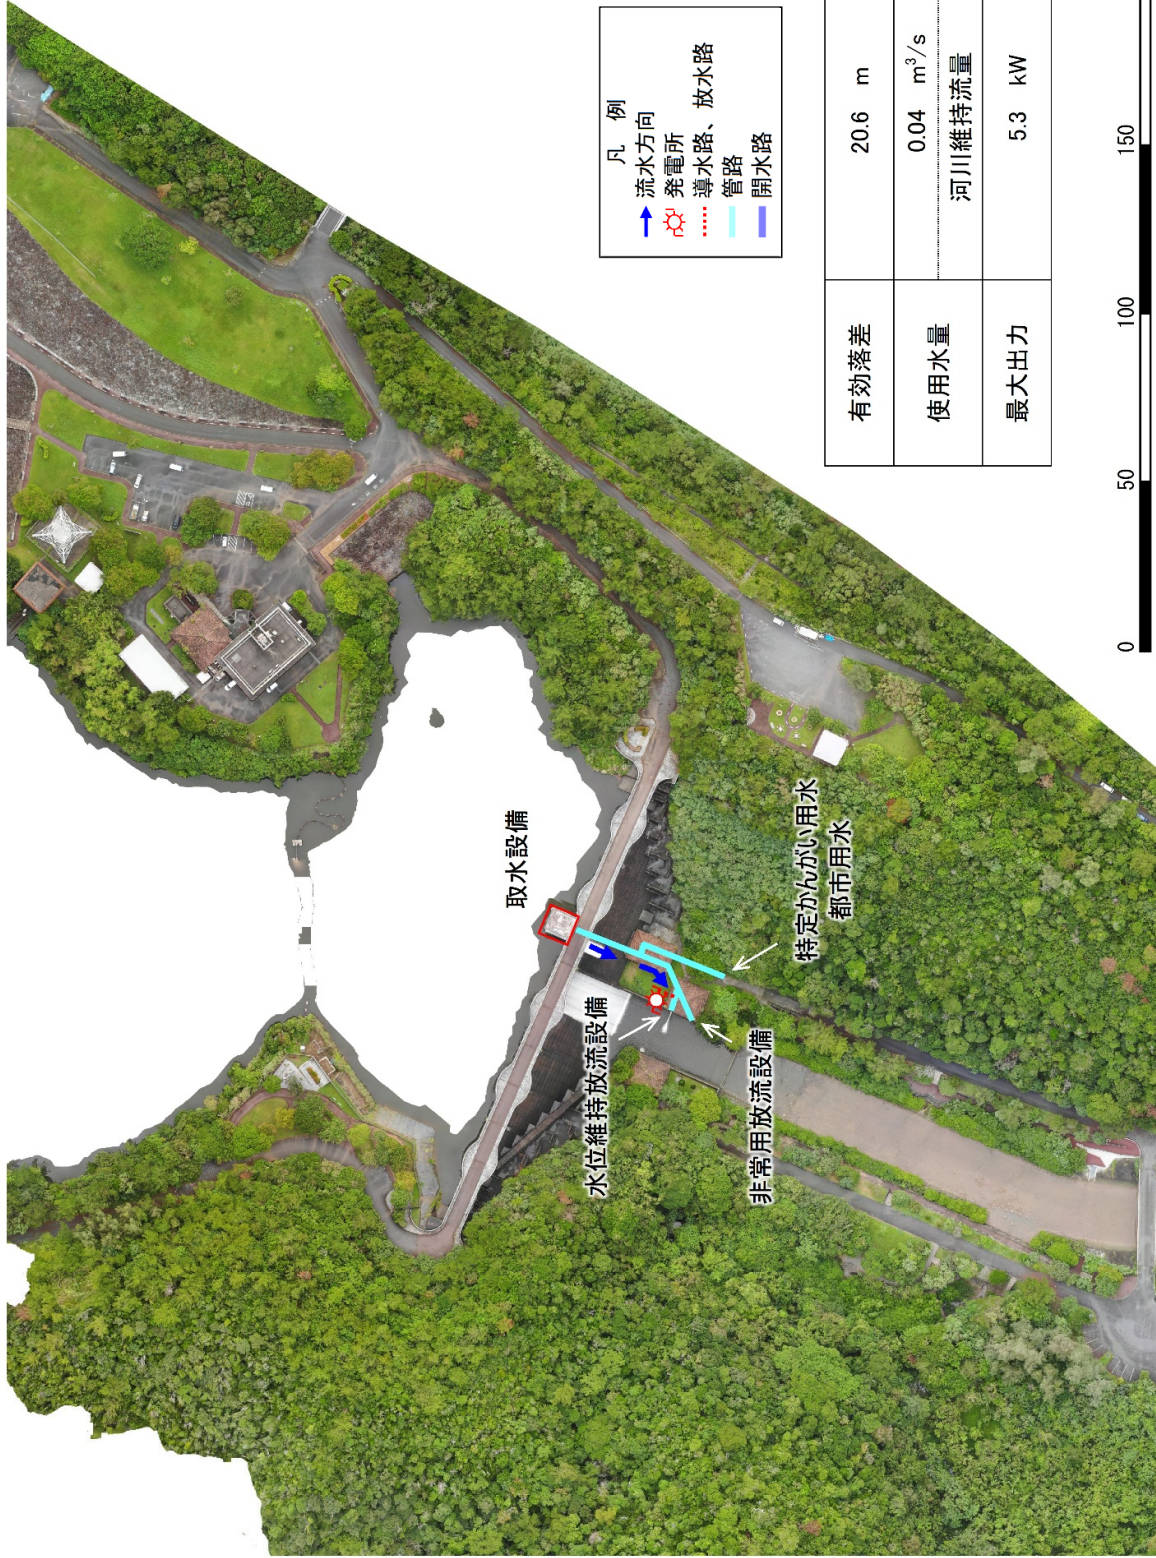 凡 例
流水方向
発電所
導水路、放水路
管路
開水路
取水設備
水位維持放流設備
非常用放流設備
特定かんがい用水
都市用水
有効落差 20.6 m
使用水量 0.04 m³/s
河川維持流量
最大出力 5.3 kW
0 50 100 150